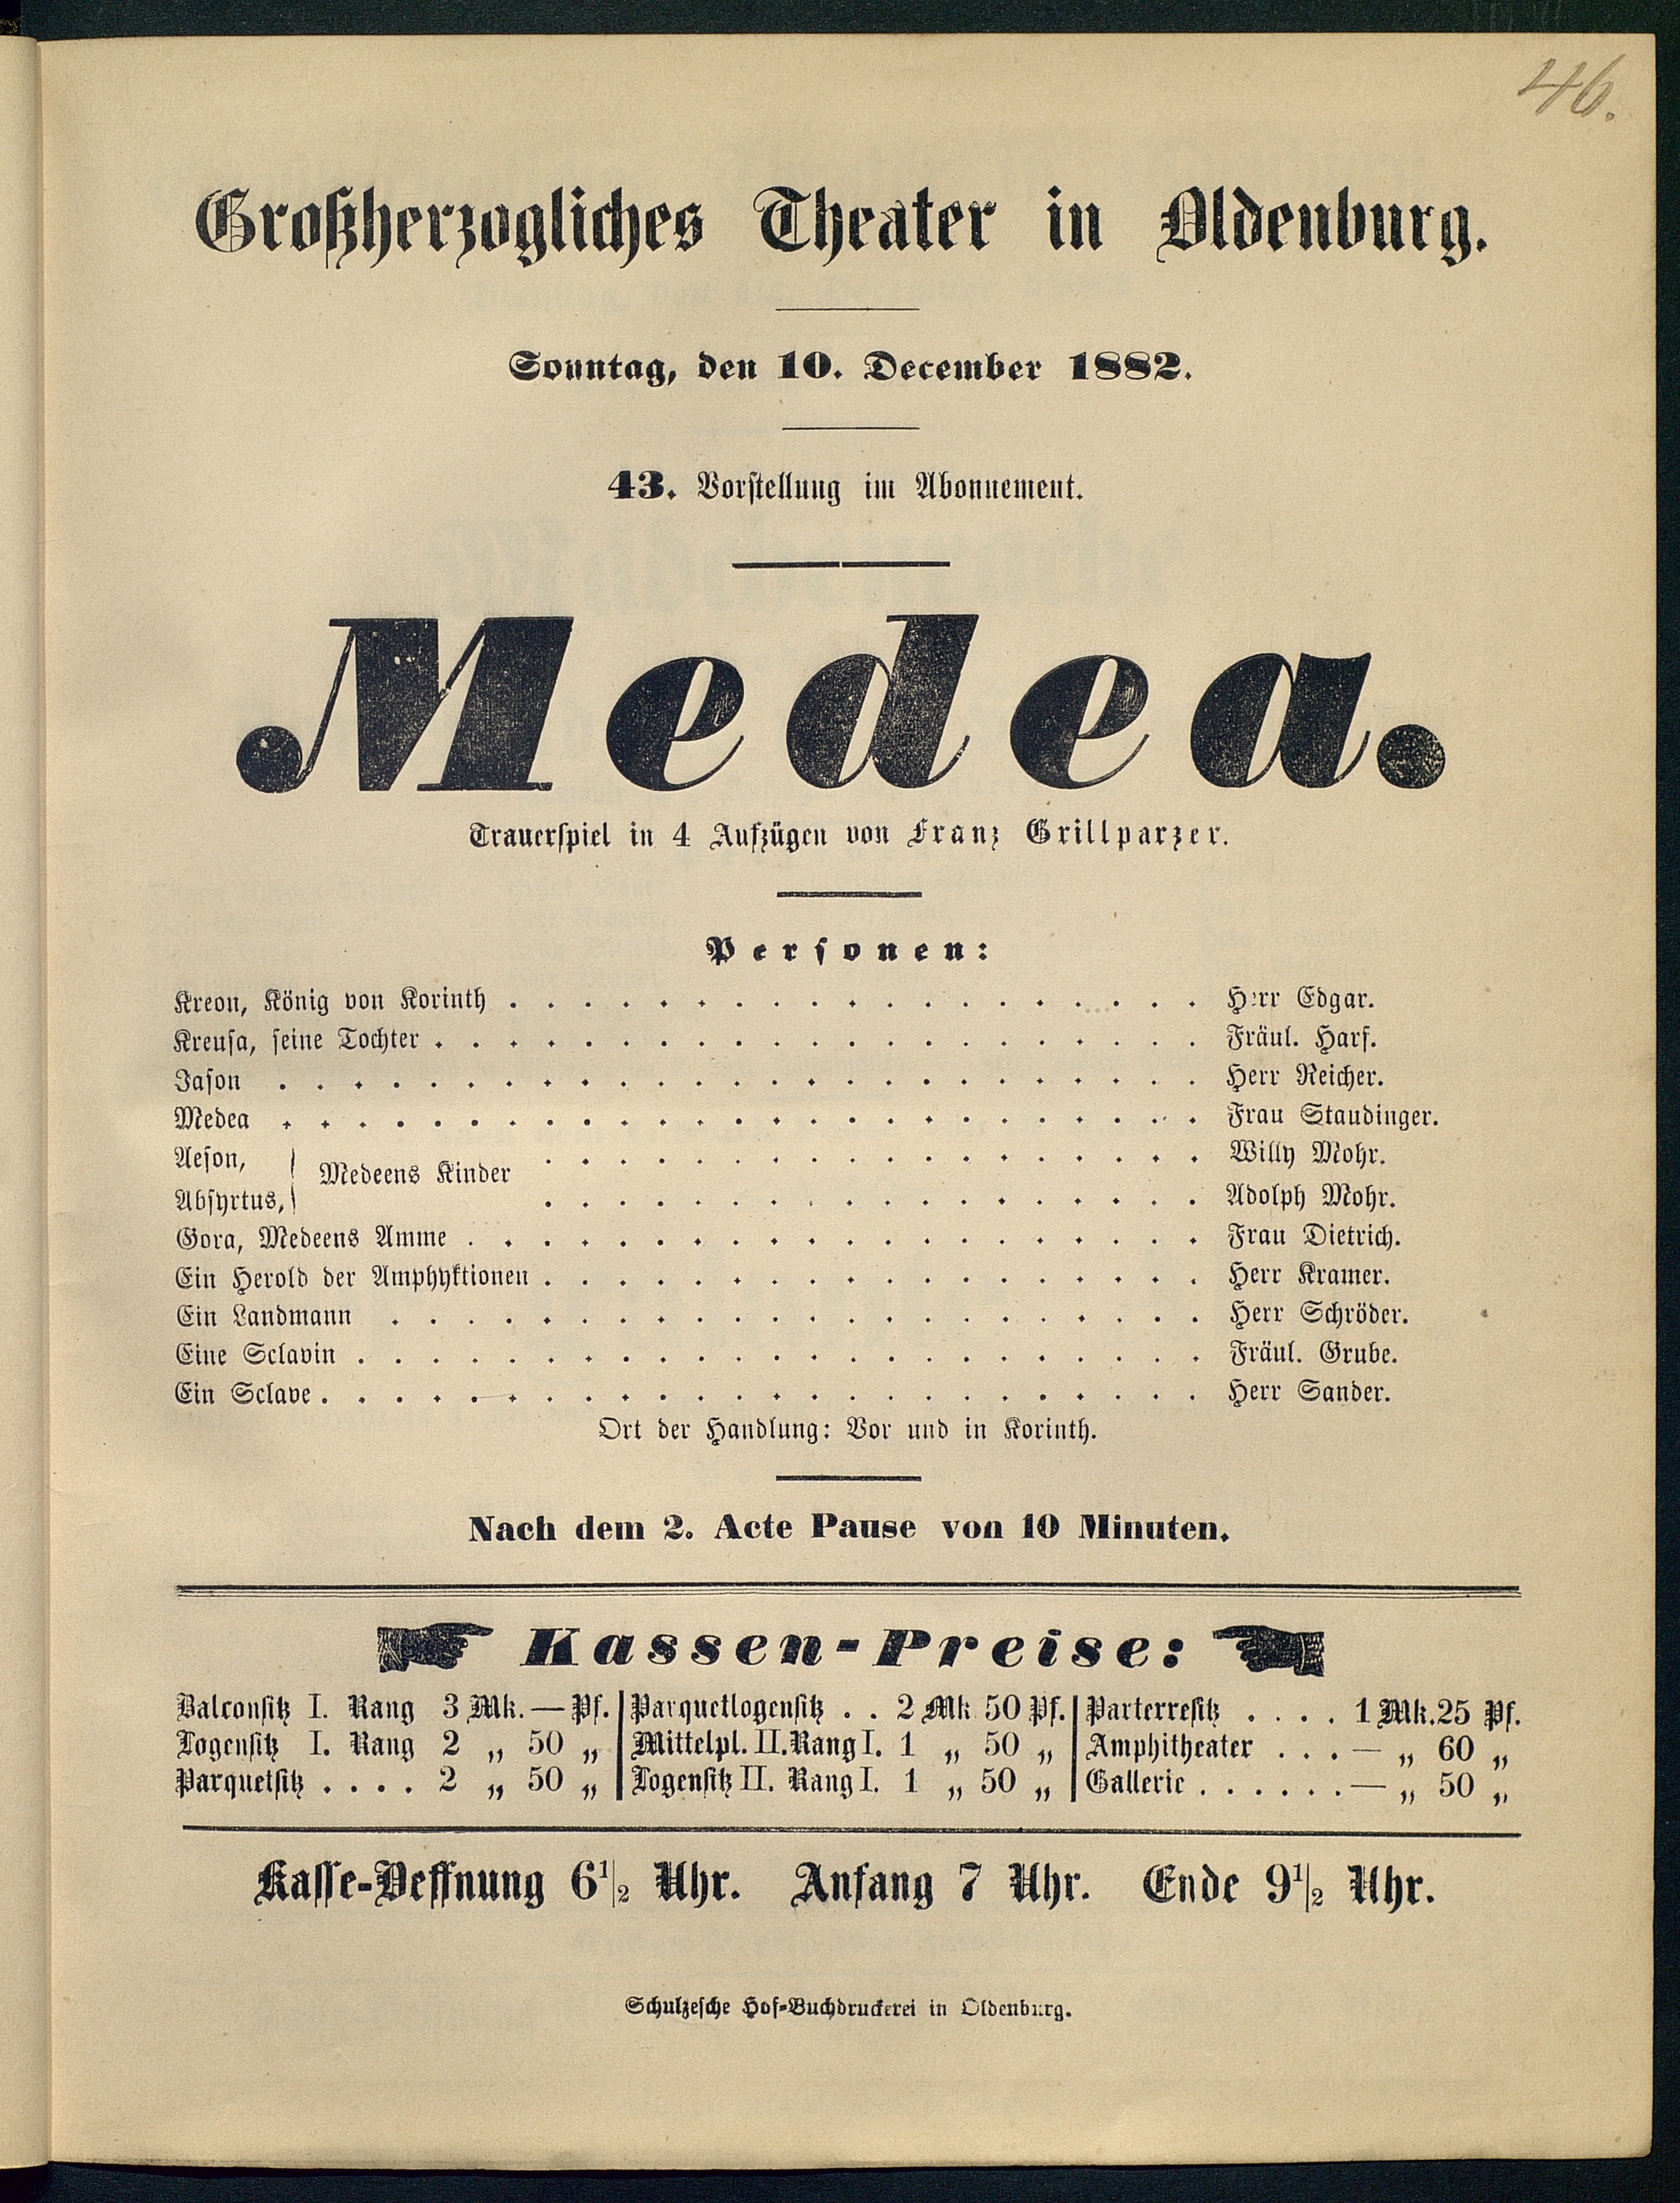 46.
Großherzogliches Theater in Oldenburg.
Sonntag, den 10. December 1882.
43. Vorstellung im Abonnement.
Medea.
Trauerspiel in 4 Aufzügen von Franz Grillparzer.
Personen:
Kreon, König von Korinth . . . . . . . . . . . . . . . . . . . Herr Edgar.
Kreusa, seine Tochter . . . . . . . . . . . . . . . . . . . . . Fräul. Harf.
Jason . . . . . . . . . . . . . . . . . . . . . . . . . Herr Reicher.
Medea . . . . . . . . . . . . . . . . . . . . . . . . . Frau Staudinger.
Aeson, . . . . . . . . . . . . . . . . . . Willy Mohr.
Medeens Kinder
Absyrtus, . . . . . . . . . . . . . . . . . . Adolph Mohr.
Gora, Medeens Amme . . . . . . . . . . . . . . . . . . . . Frau Dietrich.
Ein Herold der Amphyktionen . . . . . . . . . . . . . . . . . . Herr Kramer.
Ein Landmann . . . . . . . . . . . . . . . . . . . . . . Herr Schröder.
Eine Sclavin . . . . . . . . . . . . . . . . . . . . . . . Fräul. Grube.
Ein Sclave . . . . . . . . . . . . . . . . . . . . . . . . Herr Sander.
Ort der Handlung: Vor und in Korinth.
Nach dem 2. Acte Pause von 10 Minuten.
Kassen-Preise:
Balconsitz I. Rang 3 Mk. — Pf. | Parquetlogensitz . . 2 Mk 50 Pf. | Parterresitz . . . . 1 Mk. 25 Pf.
Logensitz I. Rang 2 „ 50 „ | Mittelpl. II. Rang I. 1 „ 50 „ | Amphitheater . . . — „ 60 „
Parquetsitz . . . . 2 „ 50 „ | Logensitz II. Rang I. 1 „ 50 „ | Gallerie . . . . . . — „ 50 „
Kasse-Oeffnung 6 1/2 Uhr. Anfang 7 Uhr. Ende 9 1/2 Uhr.
Schulzesche Hof-Buchdruckerei in Oldenburg.